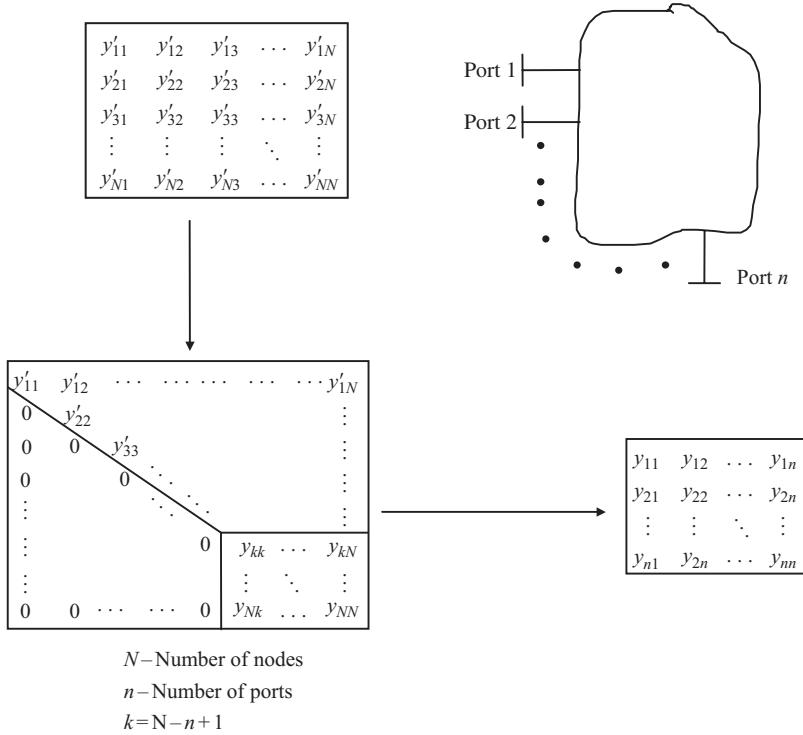 y′11 y′12 y′13 ... y′1N
y′21 y′22 y′23 ... y′2N
y′31 y′32 y′33 ... y′3N
⋮ ⋮ ⋮ ⋱ ⋮
y′N1 y′N2 y′N3 ... y′NN
Port 1
Port 2
Port n
y′11 y′12 ... ... ... ... y′1N
0 y′22 ⋮
0 0 y′33 ⋮
0 0 ⋱ ⋱ ⋮
⋮ ⋱ ⋱ ⋮
⋮ 0 ykk ... ykN
⋮ ⋮ ⋱ ⋮
0 0 ... ... 0 yNk ... yNN
y11 y12 ... y1n
y21 y22 ... y2n
⋮ ⋮ ⋱ ⋮
yn1 y2n ... ynn
N–Number of nodes
n–Number of ports
k=N–n+1